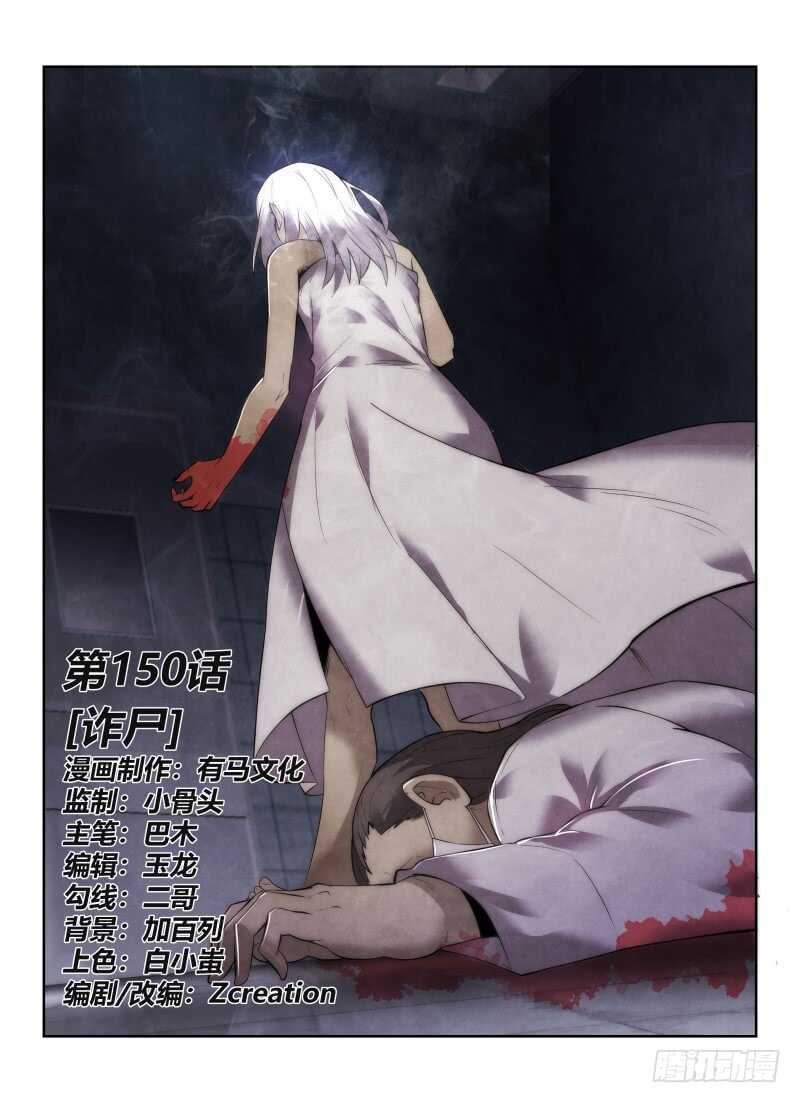 第150话
[诈尸]
漫画制作：有马文化
监制：小骨头
主笔：巴木
编辑：玉龙
勾线：二哥
背景：加百列
上色：白小蚩
编剧/改编：Zcreation
腾讯动漫